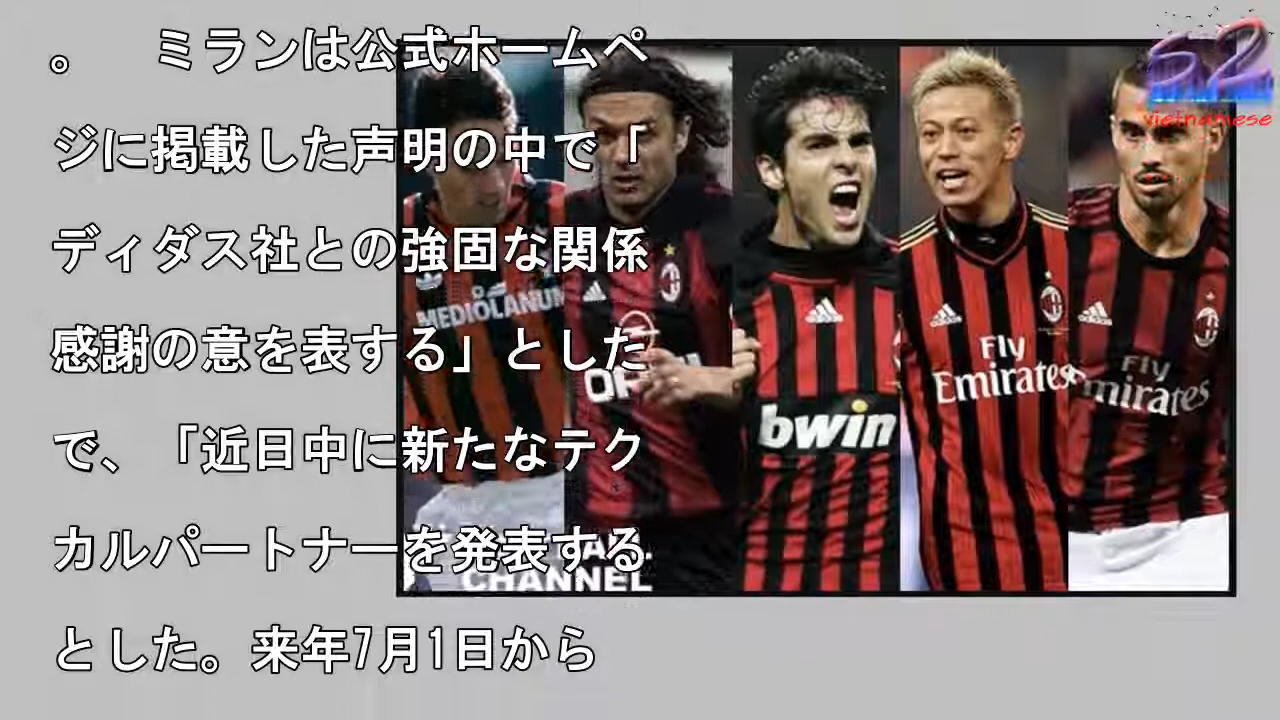 。　ミランは公式ホームペ
ジに掲載した声明の中で「
ディダス社との強固な関係
感謝の意を表する」とした
で、「近日中に新たなテク
カルパートナーを発表する
とした。来年7月1日から
S2
vietnamese
MEDIOLANUM
bwin
Fly
Emirates
Fly
mirates
CHANNEL